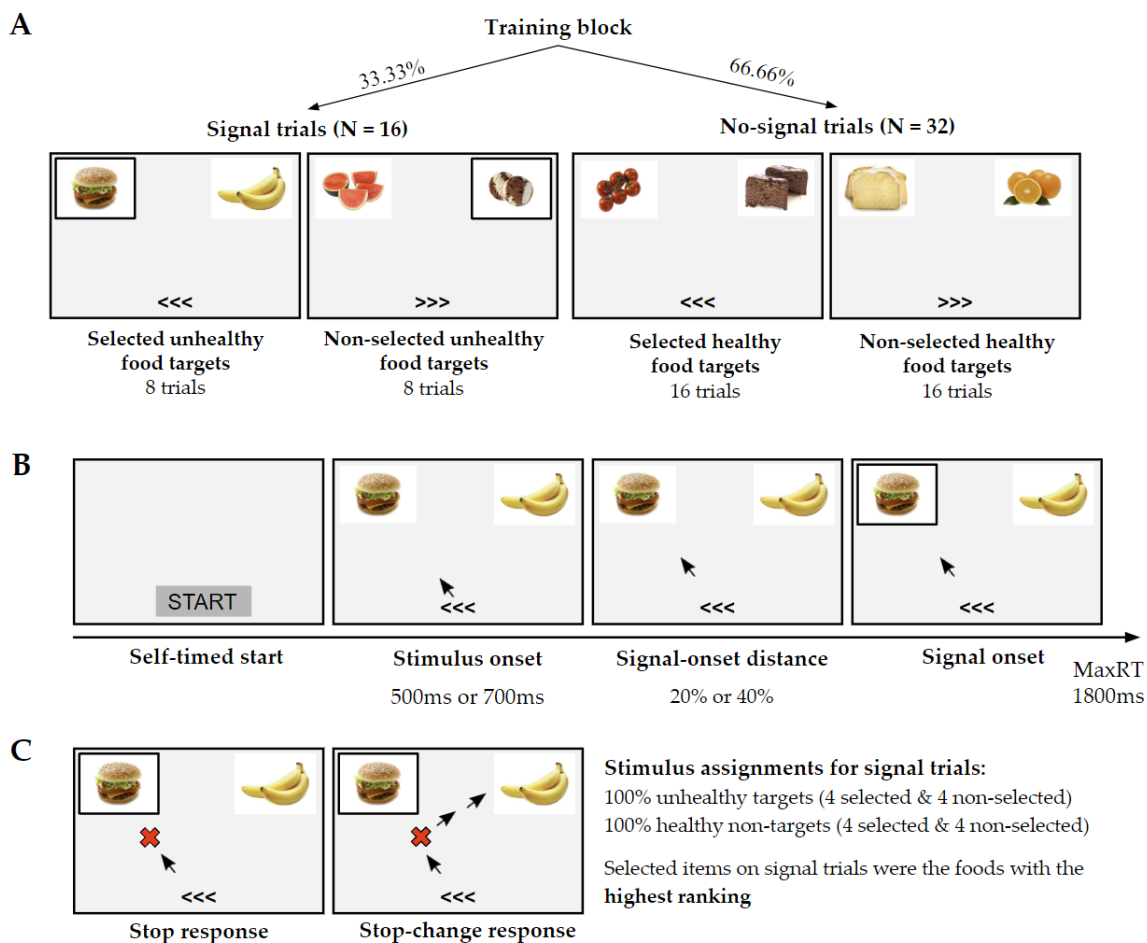 A
Training block
33.33%
66.66%
Signal trials (N = 16)
No-signal trials (N = 32)
<<<
>>>
<<<
>>>
Selected unhealthy
food targets
8 trials
Non-selected unhealthy
food targets
8 trials
Selected healthy
food targets
16 trials
Non-selected healthy
food targets
16 trials
B
START
<<<
<<<
<<<
Self-timed start
Stimulus onset
Signal-onset distance
Signal onset
500ms or 700ms
20% or 40%
MaxRT
1800ms
C
<<<
<<<
Stop response
Stop-change response
Stimulus assignments for signal trials:
100% unhealthy targets (4 selected & 4 non-selected)
100% healthy non-targets (4 selected & 4 non-selected)
Selected items on signal trials were the foods with the
highest ranking